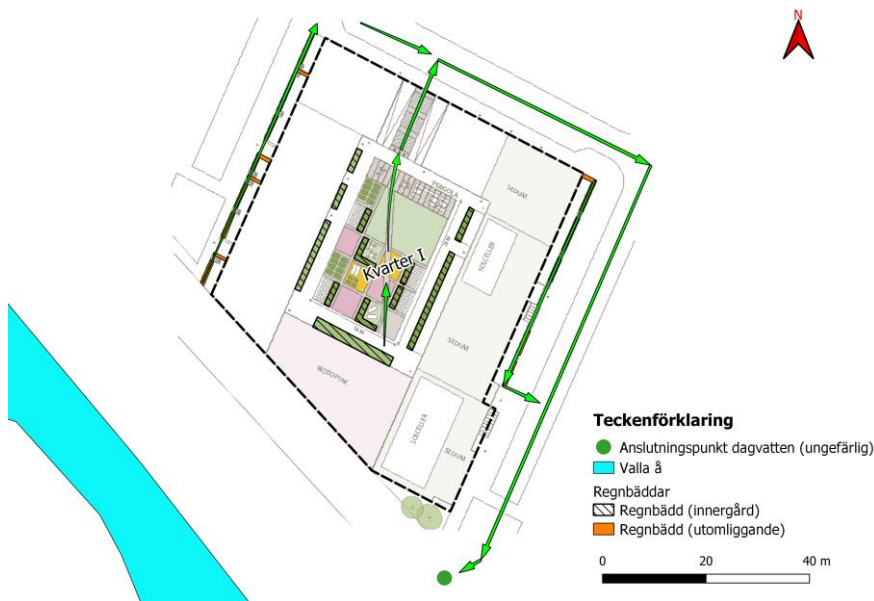 N
PERGOLA
SEDUM
SOLCELLER
Kvarter I
SEDUM
BIOTOPTAK
SOLCELLER
SEDUM
Teckenförklaring
Anslutningspunkt dagvatten (ungefärlig)
Valla å
Regnbäddar
Regnbädd (innergård)
Regnbädd (utomliggande)
0 20 40 m